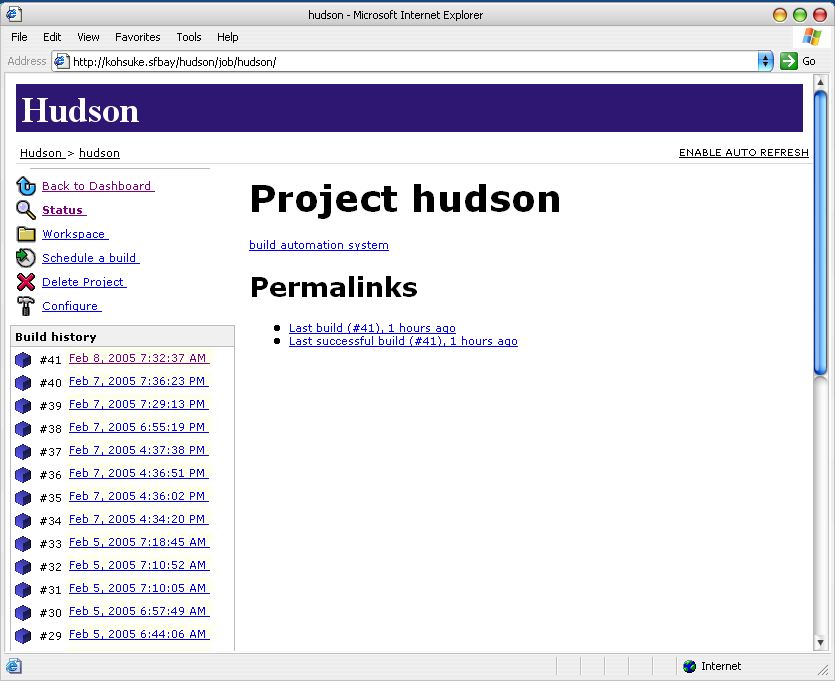 hudson - Microsoft Internet Explorer
File Edit View Favorites Tools Help
Address http://kohsuke.sfbay/hudson/job/hudson/ Go
Hudson
Hudson > hudson ENABLE AUTO REFRESH
Back to Dashboard
Status
Workspace
Schedule a build
Delete Project
Configure
Build history
#41 Feb 8, 2005 7:32:37 AM
#40 Feb 7, 2005 7:36:23 PM
#39 Feb 7, 2005 7:29:13 PM
#38 Feb 7, 2005 6:55:19 PM
#37 Feb 7, 2005 4:37:38 PM
#36 Feb 7, 2005 4:36:51 PM
#35 Feb 7, 2005 4:36:02 PM
#34 Feb 7, 2005 4:34:20 PM
#33 Feb 5, 2005 7:18:45 AM
#32 Feb 5, 2005 7:10:52 AM
#31 Feb 5, 2005 7:10:05 AM
#30 Feb 5, 2005 6:57:49 AM
#29 Feb 5, 2005 6:44:06 AM
Project hudson
build automation system
Permalinks
Last build (#41), 1 hours ago
Last successful build (#41), 1 hours ago
Internet